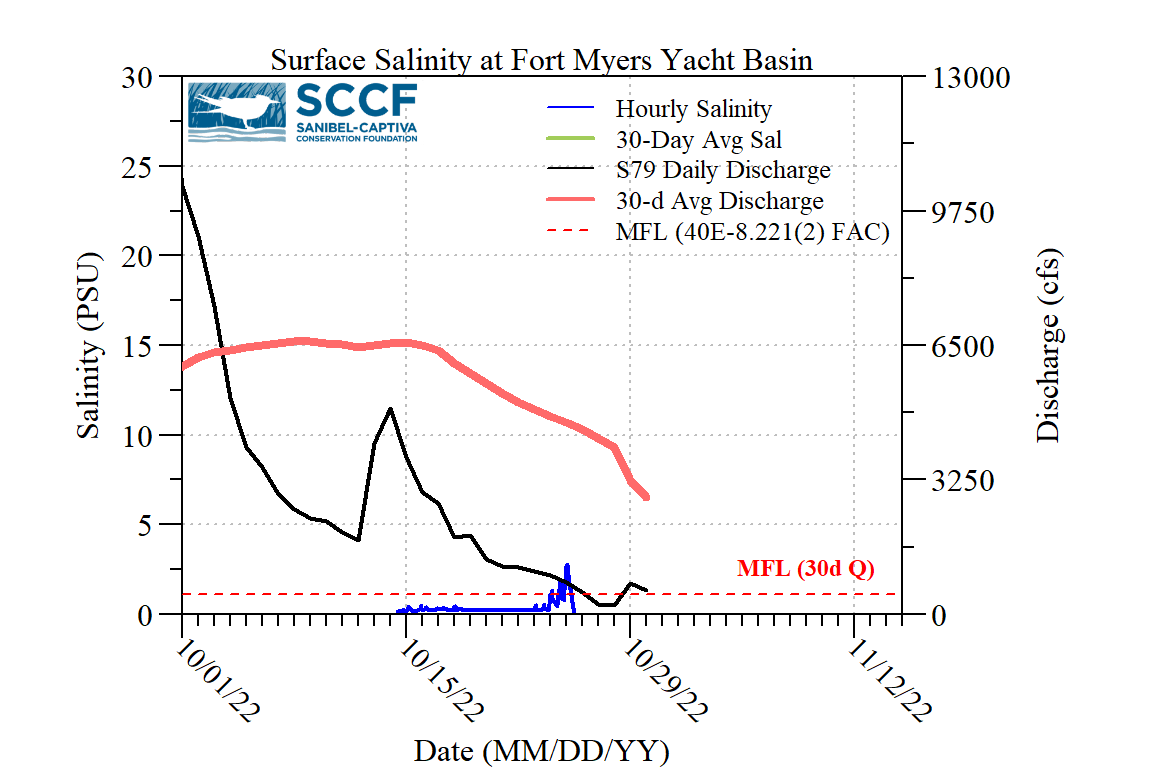 Surface Salinity at Fort Myers Yacht Basin
SCCF
SANIBEL-CAPTIVA
CONSERVATION FOUNDATION
Hourly Salinity
30-Day Avg Sal
S79 Daily Discharge
30-d Avg Discharge
MFL (40E-8.221(2) FAC)
Salinity (PSU)
30
25
20
15
10
5
0
13000
9750
6500
3250
0
Discharge (cfs)
MFL (30d Q)
10/01/22
10/15/22
10/29/22
11/12/22
Date (MM/DD/YY)